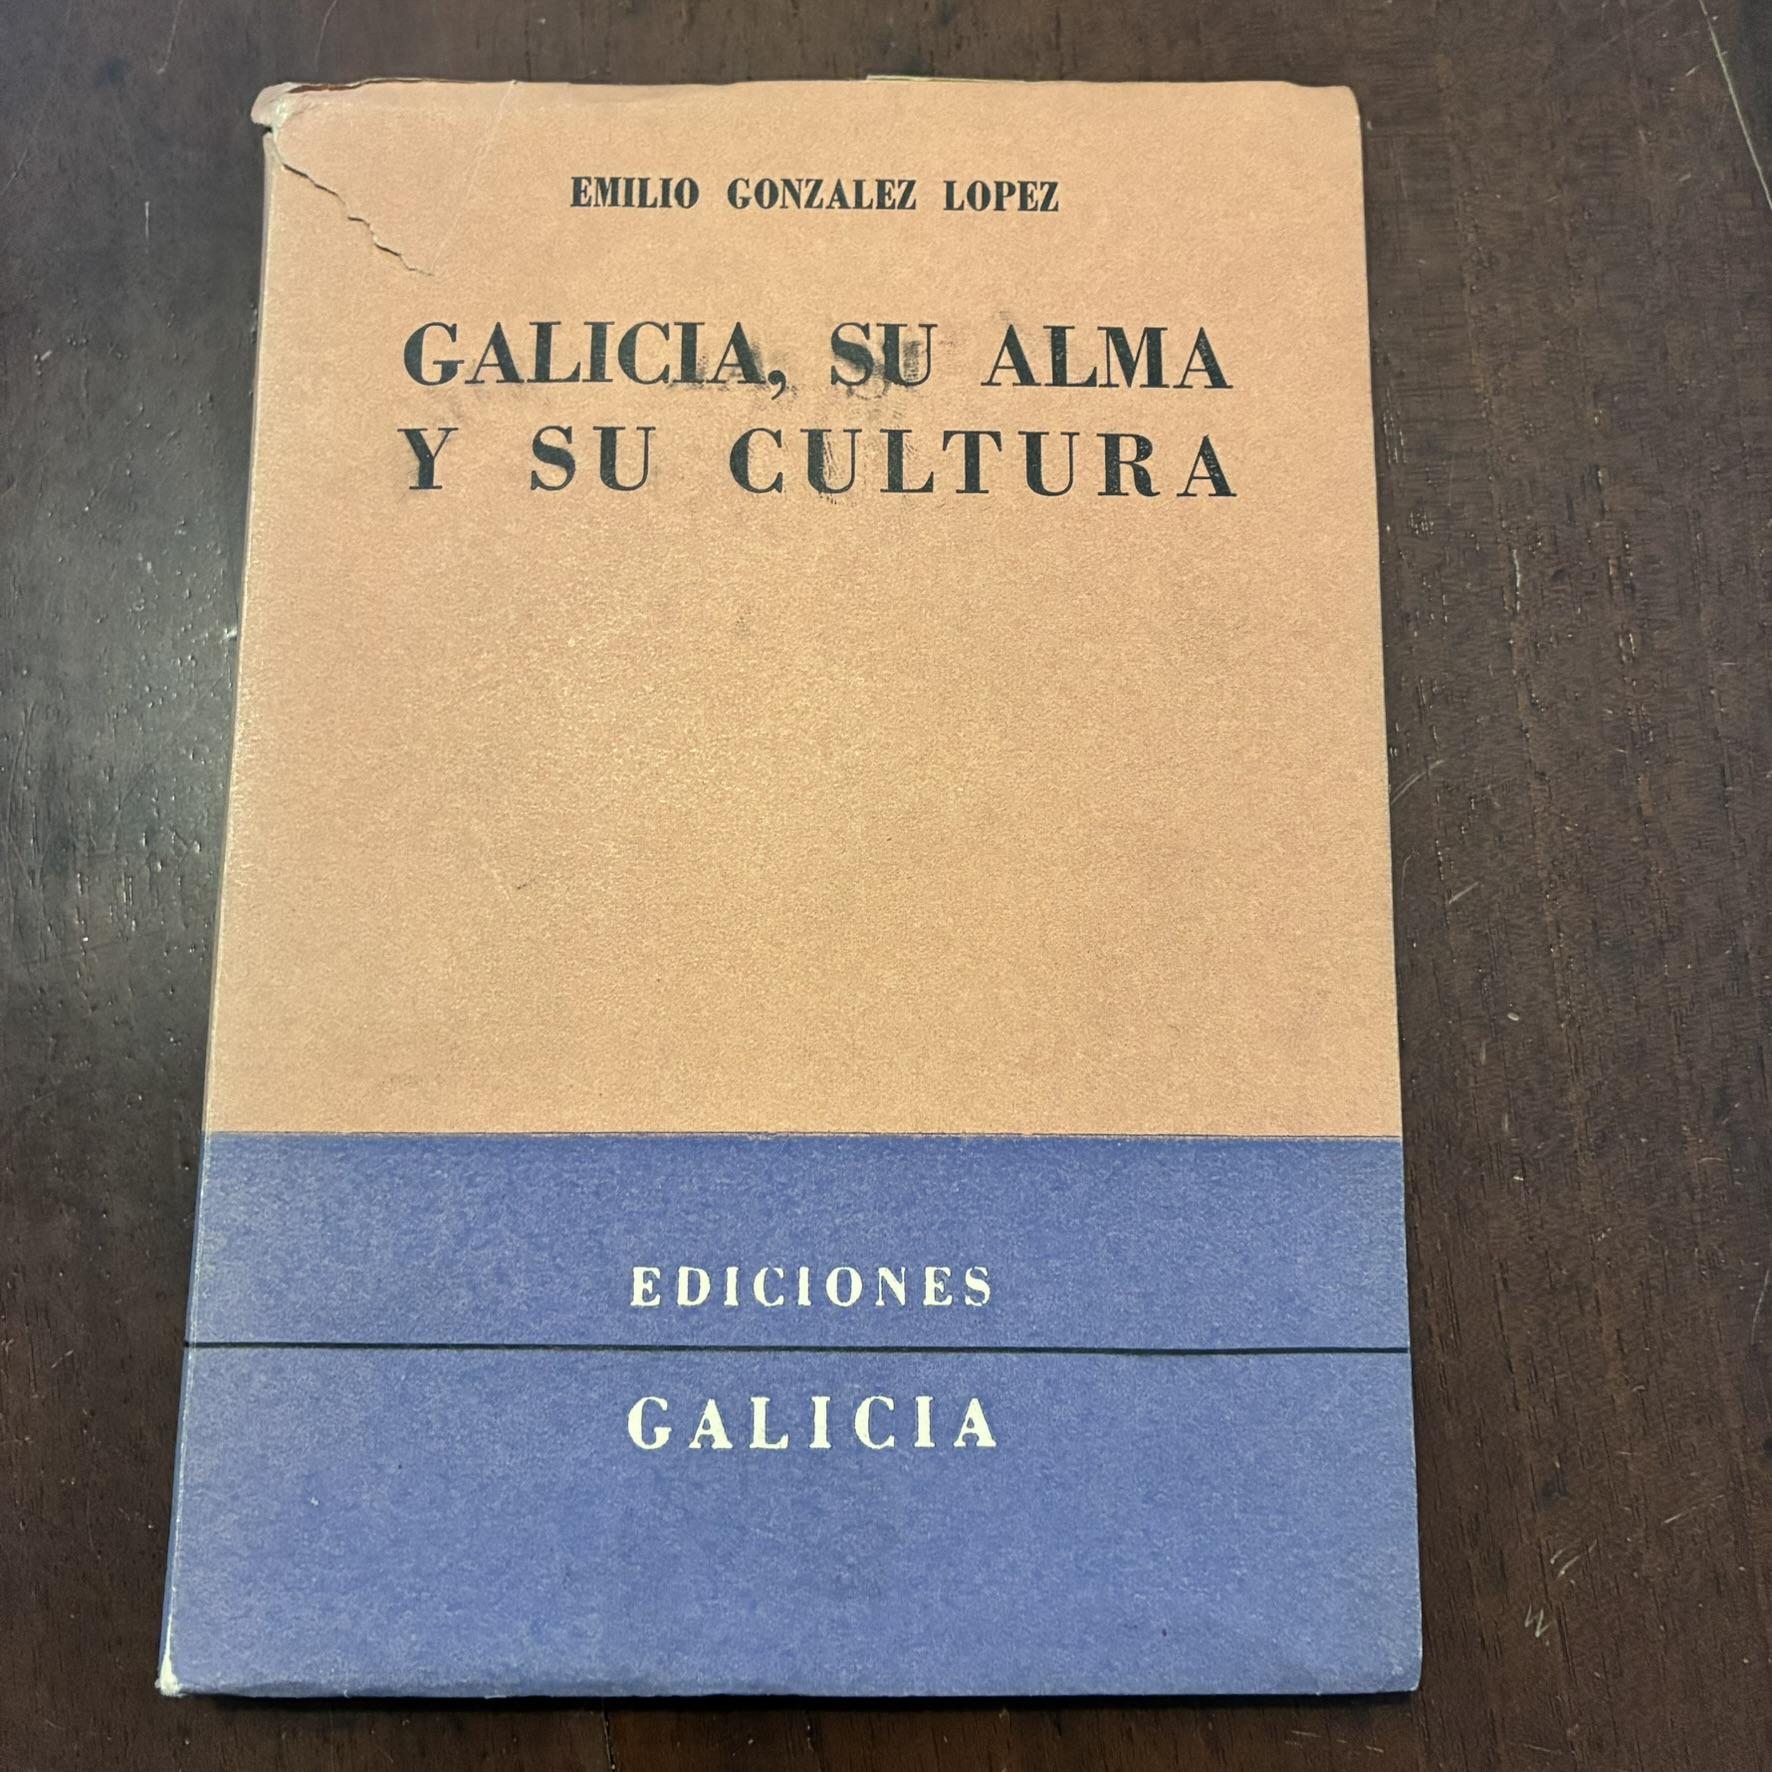 EMILIO GONZALEZ LOPEZ
GALICIA, SU ALMA
Y SU CULTURA
EDICIONES
GALICIA